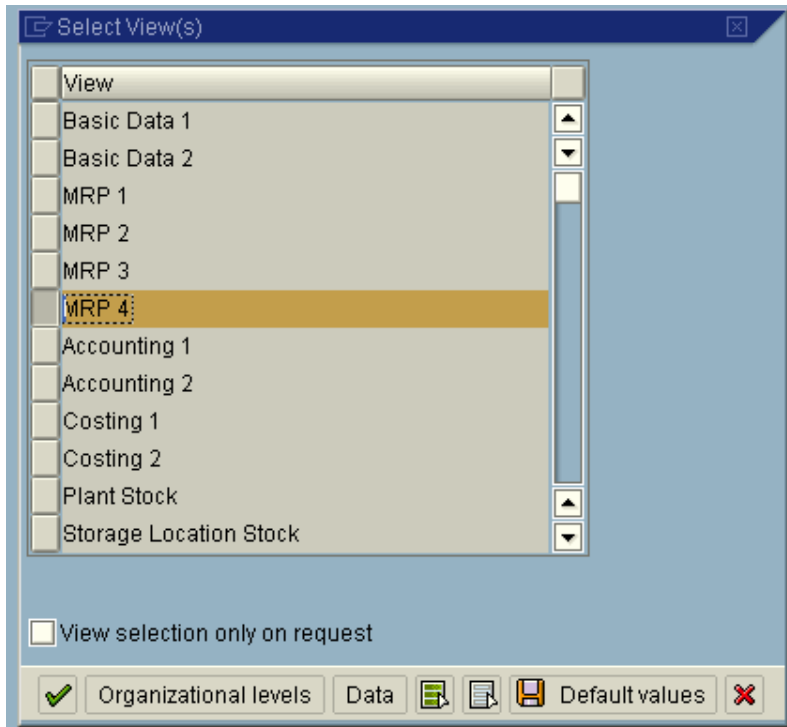 Select View(s)
View
Basic Data 1
Basic Data 2
MRP 1
MRP 2
MRP 3
MRP 4
Accounting 1
Accounting 2
Costing 1
Costing 2
Plant Stock
Storage Location Stock
View selection only on request
Organizational levels Data Default values